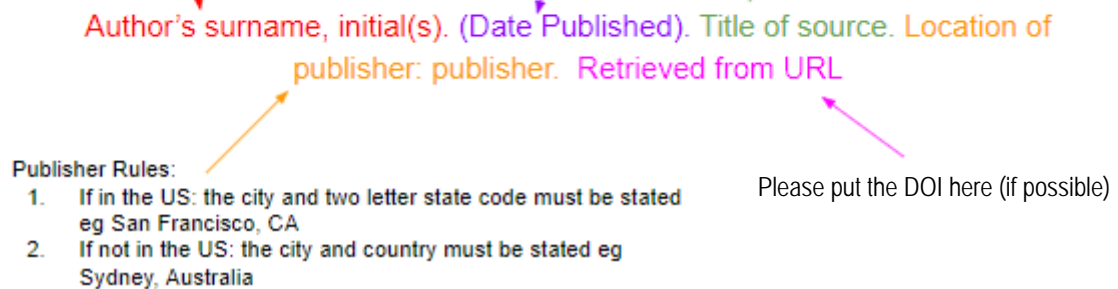 Author's surname, initial(s). (Date Published). Title of source. Location of
publisher: publisher. Retrieved from URL
Publisher Rules:
1. If in the US: the city and two letter state code must be stated
eg San Francisco, CA
2. If not in the US: the city and country must be stated eg
Sydney, Australia
Please put the DOI here (if possible)